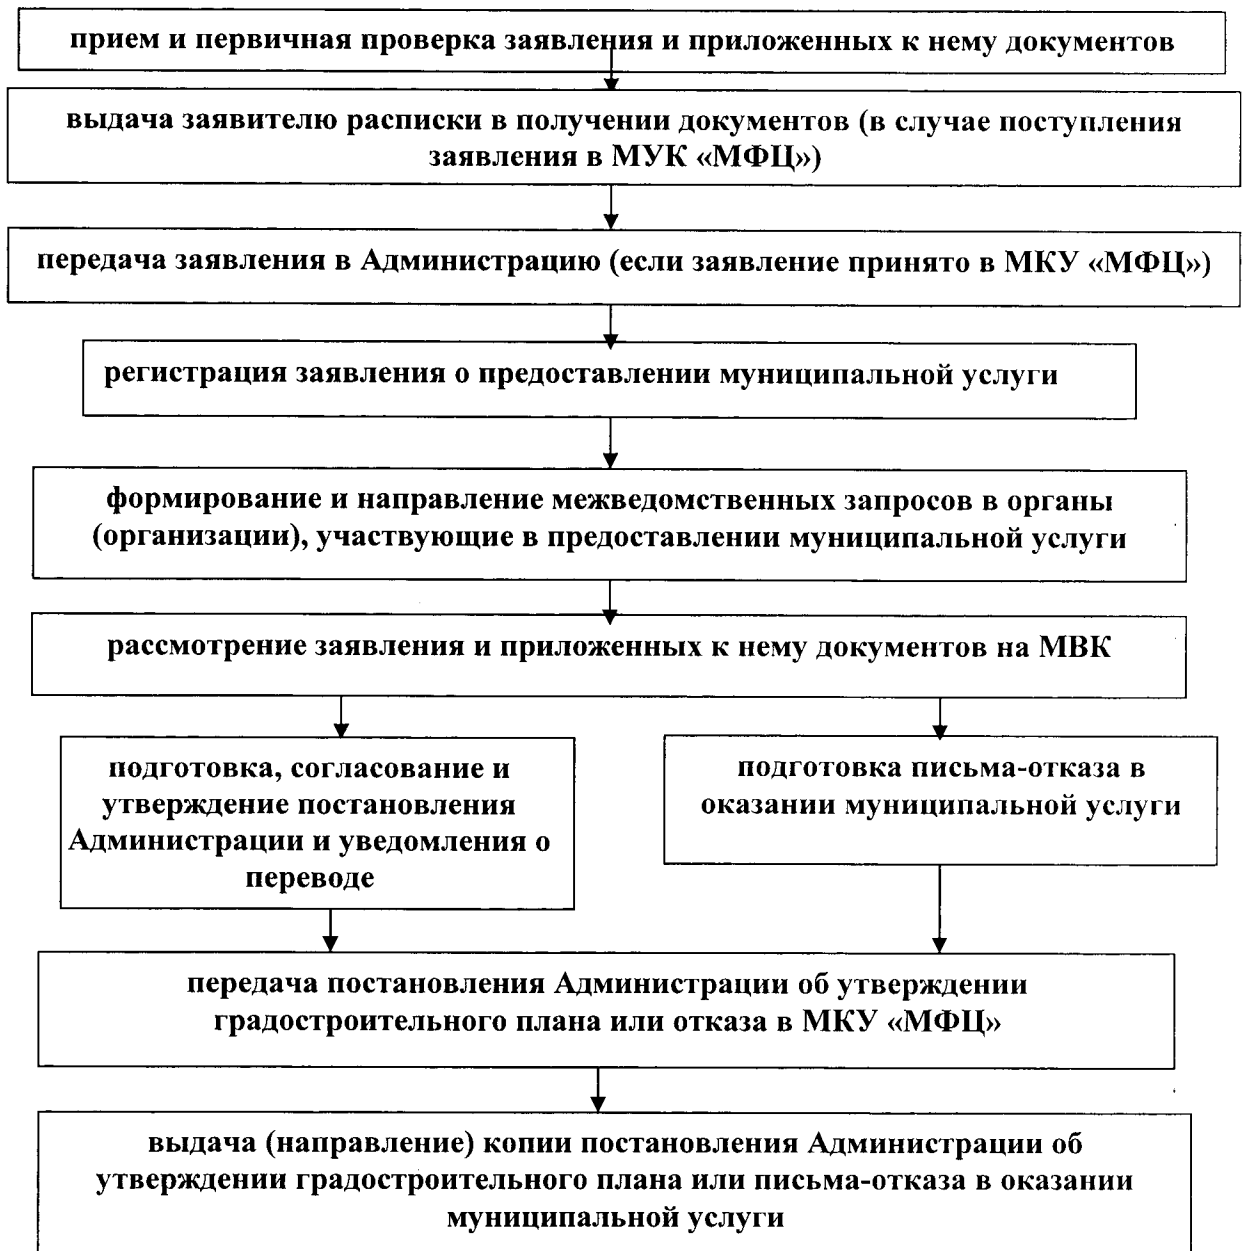 прием и первичная проверка заявления и приложенных к нему документов
выдача заявителю расписки в получении документов (в случае поступления
заявления в МУК «МФЦ»)
передача заявления в Администрацию (если заявление принято в МКУ «МФЦ»)
регистрация заявления о предоставлении муниципальной услуги
формирование и направление межведомственных запросов в органы
(организации), участвующие в предоставлении муниципальной услуги
рассмотрение заявления и приложенных к нему документов на МВК
подготовка, согласование и
утверждение постановления
Администрации и уведомления о
переводе
подготовка письма-отказа в
оказании муниципальной услуги
передача постановления Администрации об утверждении
градостроительного плана или отказа в МКУ «МФЦ»
выдача (направление) копии постановления Администрации об
утверждении градостроительного плана или письма-отказа в оказании
муниципальной услуги